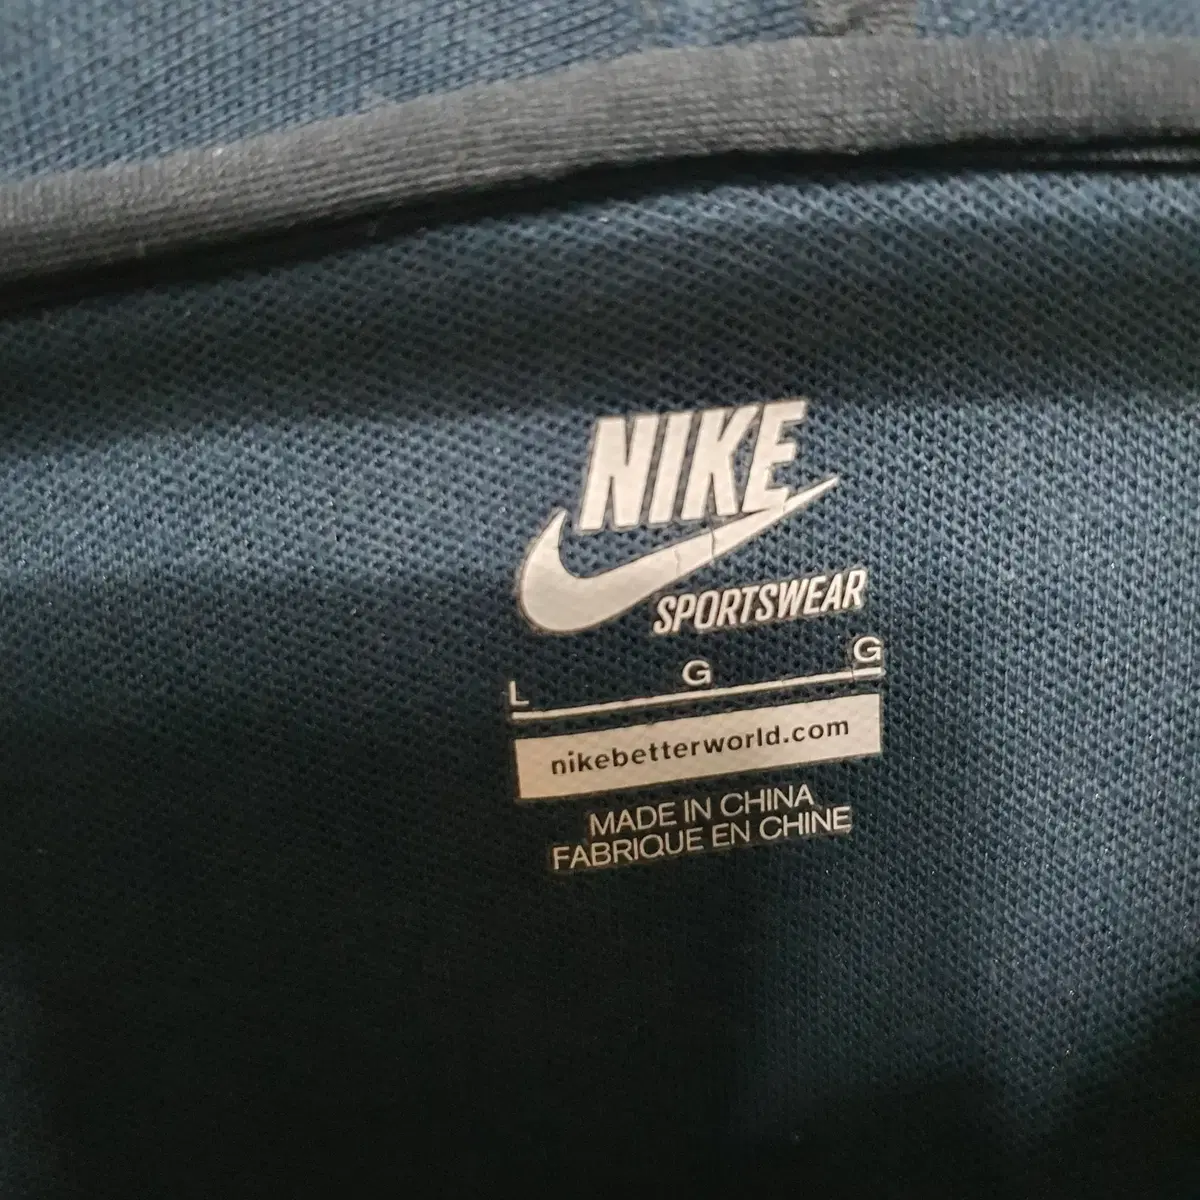 NIKE
SPORTSWEAR
L G G
nikebetterworld.com
MADE IN CHINA
FABRIQUE EN CHINE